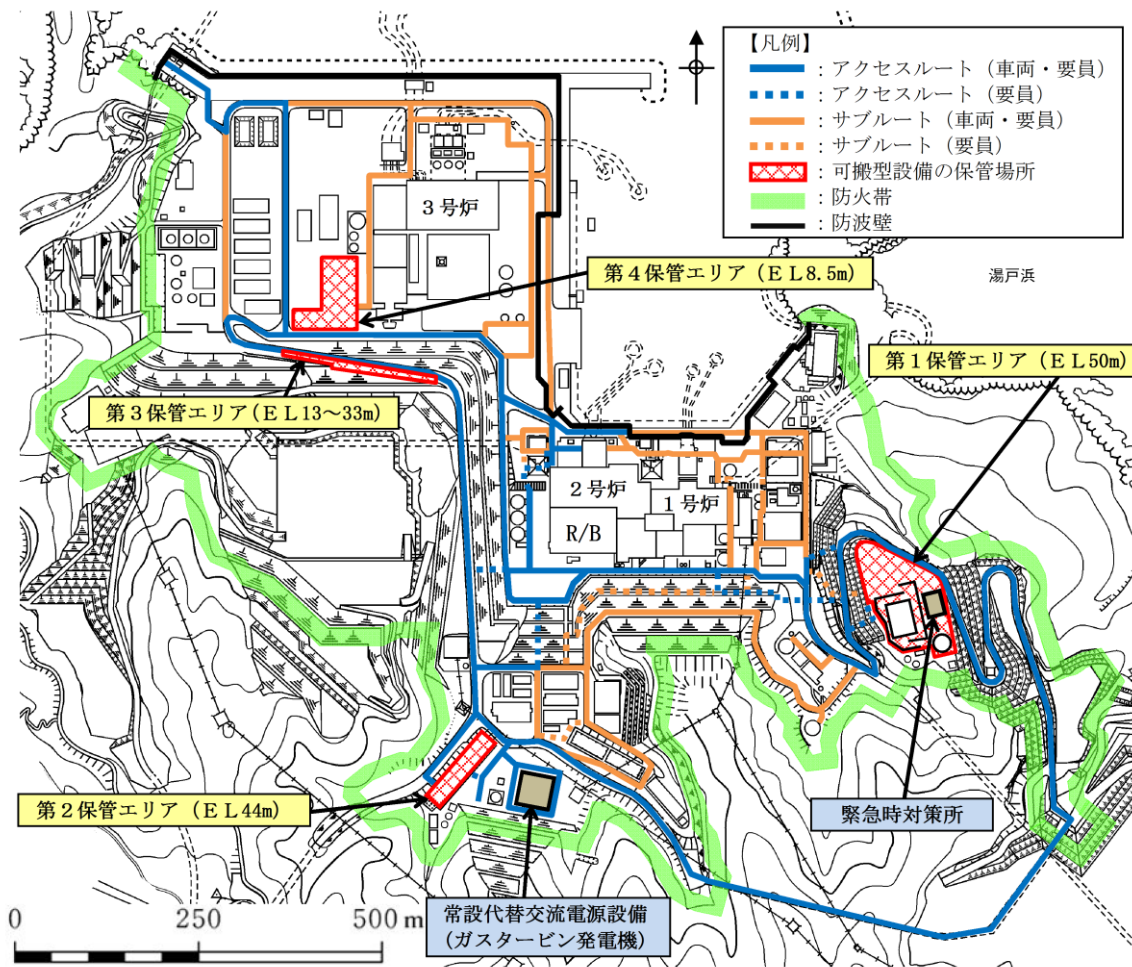 【凡例】
：アクセスルート（車両・要員）
：アクセスルート（要員）
：サブルート（車両・要員）
：サブルート（要員）
：可搬型設備の保管場所
：防火帯
：防波壁
３号炉
第４保管エリア（ＥＬ8.5m）
湯戸浜
第１保管エリア（ＥＬ50m）
第３保管エリア（ＥＬ13～33m）
２号炉
１号炉
R/B
第２保管エリア（ＥＬ44m）
緊急時対策所
常設代替交流電源設備
（ガスタービン発電機）
0 250 500 m